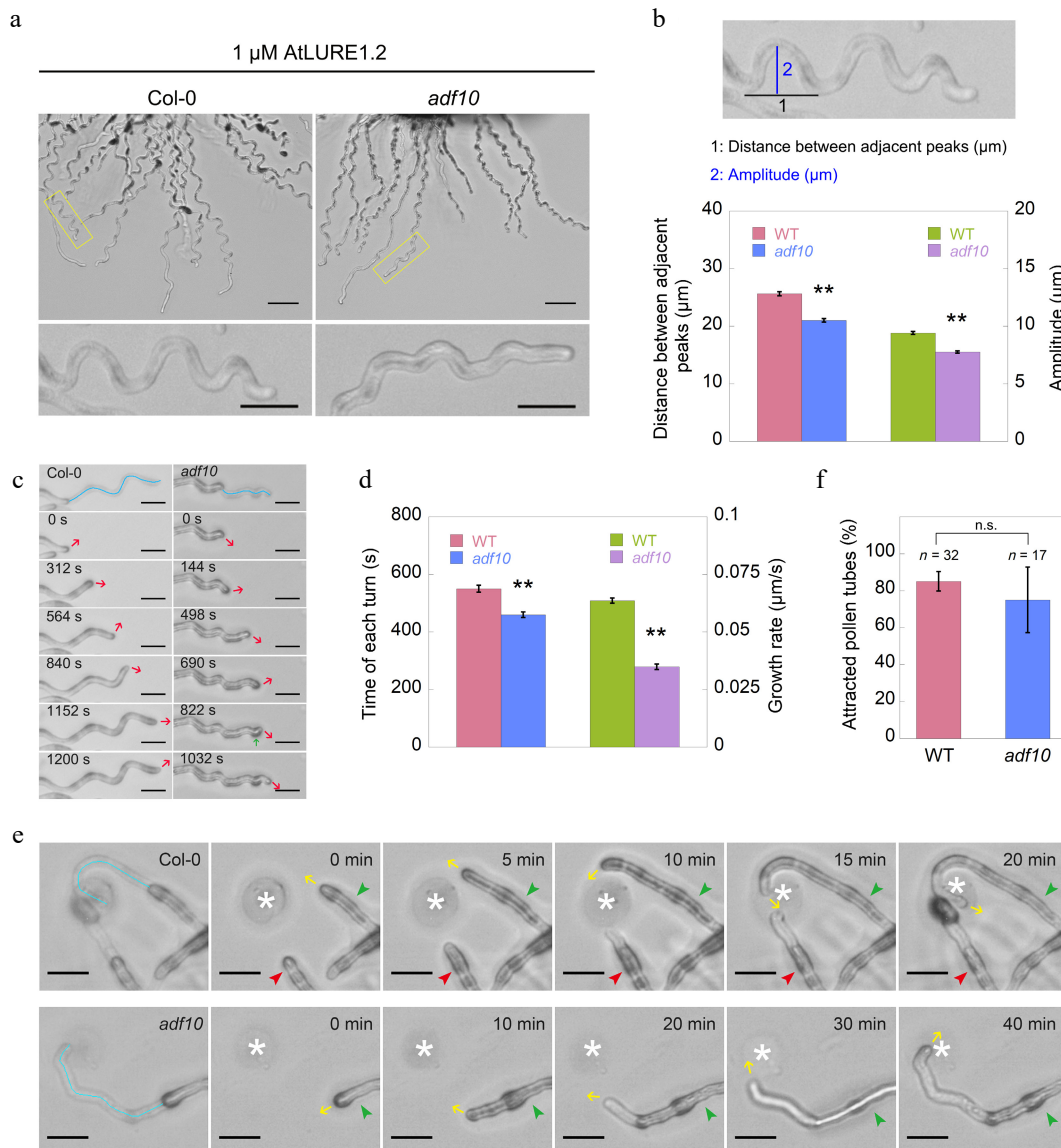 a
1 µM AtLURE1.2
Col-0
adf10
b
2
1
1: Distance between adjacent peaks (µm)
2: Amplitude (µm)
Distance between adjacent
peaks (µm)
40
30
20
10
0
WT
adf10
WT
adf10
**
**
20
15
10
5
0
Amplitude (µm)
c
Col-0
adf10
0 s
0 s
312 s
144 s
564 s
498 s
840 s
690 s
1152 s
822 s
1200 s
1032 s
d
Time of each turn (s)
800
600
400
200
0
WT
adf10
WT
adf10
**
**
0.1
0.075
0.05
0.025
0
Growth rate (µm/s)
f
Attracted pollen tubes (%)
100
80
60
40
20
0
n.s.
n = 32
n = 17
WT
adf10
e
Col-0
0 min
5 min
10 min
15 min
20 min
*
*
*
*
*
adf10
0 min
10 min
20 min
30 min
40 min
*
*
*
*
*